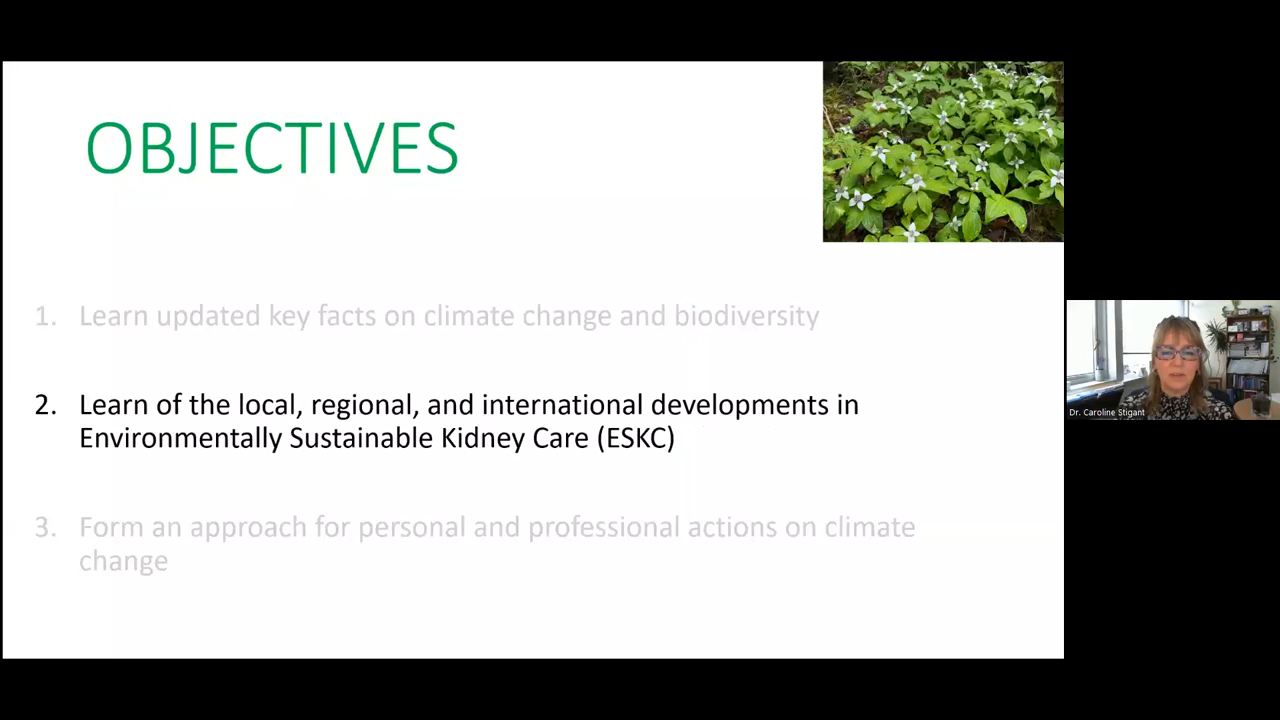 OBJECTIVES
1. Learn updated key facts on climate change and biodiversity
2. Learn of the local, regional, and international developments in
Environmentally Sustainable Kidney Care (ESKC)
3. Form an approach for personal and professional actions on climate
change
Dr. Caroline Stigant